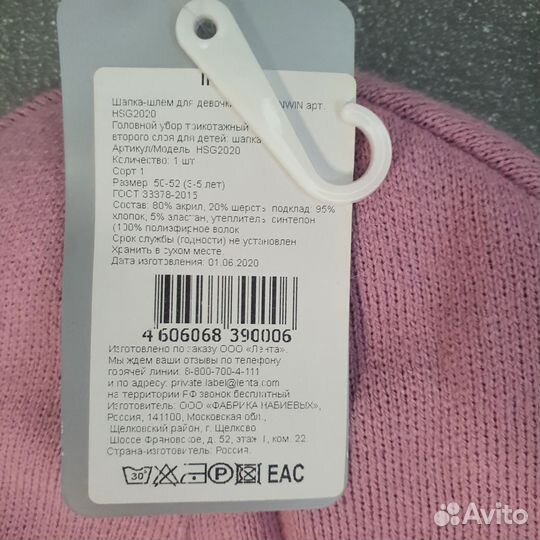 Шапка-шлем для девочки INWIN арт.
HSG2020
Головной убор трикотажный
второго слоя для детей: шапка
Артикул/Модель: HSG2020
Количество: 1 шт
Сорт 1
Размер: 50-52 (3-5 лет)
ГОСТ 33378-2015
Состав: 80% акрил, 20% шерсть, подклад: 95%
хлопок, 5% эластан, утеплитель: синтепон
(100% полиэфирное волок
Срок службы (годности) не установлен
Хранить в сухом месте
Дата изготовления: 01.06.2020
4 606068 390006
Изготовлено по заказу ООО «Лента».
Мы ждем ваши отзывы по телефону
горячей линии: 8-800-700-4-111
и по адресу: private.label@lenta.com
на территории РФ звонок бесплатный
Изготовитель: ООО «ФАБРИКА НАБИЕВЫХ»,
Россия, 141100, Московская обл.,
Щелковский район, г. Щелково
Шоссе Фряновское, д. 52, этаж 1, ком. 22.
Страна-изготовитель: Россия.
30° P EAC
Avito